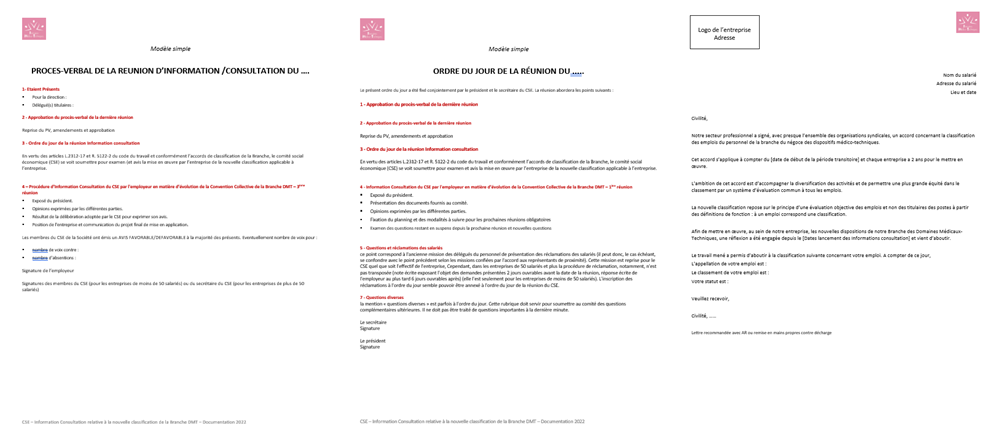 Modèle simple
PROCES-VERBAL DE LA REUNION D'INFORMATION /CONSULTATION DU ....
1- Etaient Présents
Pour la direction :
Délégué(s) titulaires :
2 - Approbation du procès-verbal de la dernière réunion
Reprise du PV, amendements et approbation
3 - Ordre du jour de la réunion Information consultation
En vertu des articles L.2312-17 et R. 5122-2 du code du travail et conformément l'accords de classification de la Branche, le comité social
économique (CSE) se voit soumettre pour examen (et avis la mise en œuvre par l'entreprise de la nouvelle classification applicable à
l'entreprise.
4 – Procédure d'Information Consultation du CSE par l'employeur en matière d'évolution de la Convention Collective de la Branche DMT – 3ème
réunion
Exposé du président.
Opinions exprimées par les différentes parties.
Résultat de la délibération adoptée par le CSE pour exprimer son avis.
Position de l'entreprise et communication du projet final de mise en application.
Les membres du CSE de la Société ont émis un AVIS FAVORABLE/DEFAVORABLE à la majorité des présents. Eventuellement nombre de voix pour :
nombre de voix contre :
nombre d'abstentions :
Signature de l'employeur
Signatures des membres du CSE (pour les entreprises de moins de 50 salariés) ou du secrétaire du CSE (pour les entreprises de plus de 50
salariés)
CSE – Information Consultation relative à la nouvelle classification de la Branche DMT – Documentation 2022
Modèle simple
ORDRE DU JOUR DE LA RÉUNION DU .....
Le présent ordre du jour a été fixé conjointement par le président et le secrétaire du CSE. La réunion abordera les points suivants :
1 - Approbation du procès-verbal de la dernière réunion
2 - Approbation du procès-verbal de la dernière réunion
Reprise du PV, amendements et approbation
3 - Ordre du jour de la réunion Information consultation
En vertu des articles L.2312-17 et R. 5122-2 du code du travail et conformément l'accords de classification de la Branche, le comité social
économique (CSE) se voit soumettre pour examen (et avis la mise en œuvre par l'entreprise de la nouvelle classification applicable à
l'entreprise.
4 - Information Consultation du CSE par l'employeur en matière d'évolution de la Convention Collective de la Branche DMT – 1ère réunion
Exposé du président.
Présentation des documents fournis au comité.
Opinions exprimées par les différentes parties.
Fixation du planning et des modalités à suivre pour les prochaines réunions obligatoires
Examen des questions restant en suspens depuis la précédente réunion et nouvelles questions
5 - Questions et réclamations des salariés
ce point correspond à l'ancienne mission des délégués du personnel de présentation des réclamations des salariés (il peut donc, le cas échéant,
se confondre avec le point précédent selon les missions confiées par l'accord aux représentants de proximité). Cette mission est reprise pour le
CSE quel que soit l'effectif de l'entreprise. Cependant, dans les entreprises de 50 salariés et plus la procédure de réclamation, notamment, n'est
pas transposée (note écrite exposant l'objet des demandes présentées 2 jours ouvrables avant la date de la réunion, réponse écrite de
l'employeur au plus tard 6 jours ouvrables après) (elle l'est seulement pour les entreprises de moins de 50 salariés). L'inscription des
réclamations à l'ordre du jour semble pouvoir être annexé à l'ordre du jour de la réunion du CSE.
7 - Questions diverses
la mention « questions diverses » est parfois à l'ordre du jour. Cette rubrique doit servir pour soumettre au comité des questions
complémentaires ultérieures. Il ne doit pas être traité de questions importantes à la dernière minute.
Le secrétaire
Signature
Le président
Signature
CSE – Information Consultation relative à la nouvelle classification de la Branche DMT – Documentation 2022
Logo de l'entreprise
Adresse
Nom du salarié
Adresse du salarié
Lieu et date
Civilité,
Notre secteur professionnel a signé, avec presque l'ensemble des organisations syndicales, un accord concernant la classification
des emplois du personnel de la branche du négoce des dispositifs médico-techniques.
Cet accord s'applique à compter du [date de début de la période transitoire] et chaque entreprise a 2 ans pour le mettre en
œuvre.
L'ambition de cet accord est d'accompagner la diversification des activités et de permettre une plus grande équité dans le
classement par un système d'évaluation commun à tous les emplois.
La nouvelle classification repose sur le principe d'une évaluation objective des emplois et non des titulaires des postes à partir
des définitions de fonction : à un emploi correspond une classification.
Afin de mettre en œuvre, au sein de notre entreprise, les nouvelles dispositions de notre Branche des Domaines Médicaux-
Techniques, une réflexion a été engagée depuis le [Dates lancement des informations consultation] et vient d'aboutir.
Le travail mené a permis d'aboutir à la classification suivante concernant votre emploi. A compter de ce jour,
L'appellation de votre emploi est :
Le classement de votre emploi est :
Votre statut est :
Veuillez recevoir,
Civilité, .....
Lettre recommandée avec AR ou remise en mains propres contre décharge